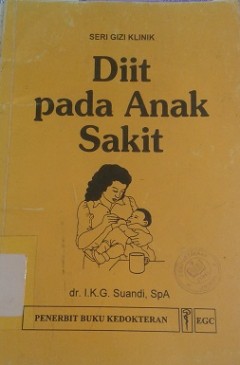 SERI GIZI KLINIK
Diit
pada Anak
Sakit
dr. I.K.G. Suandi, SpA
PENERBIT BUKU KEDOKTERAN EGC